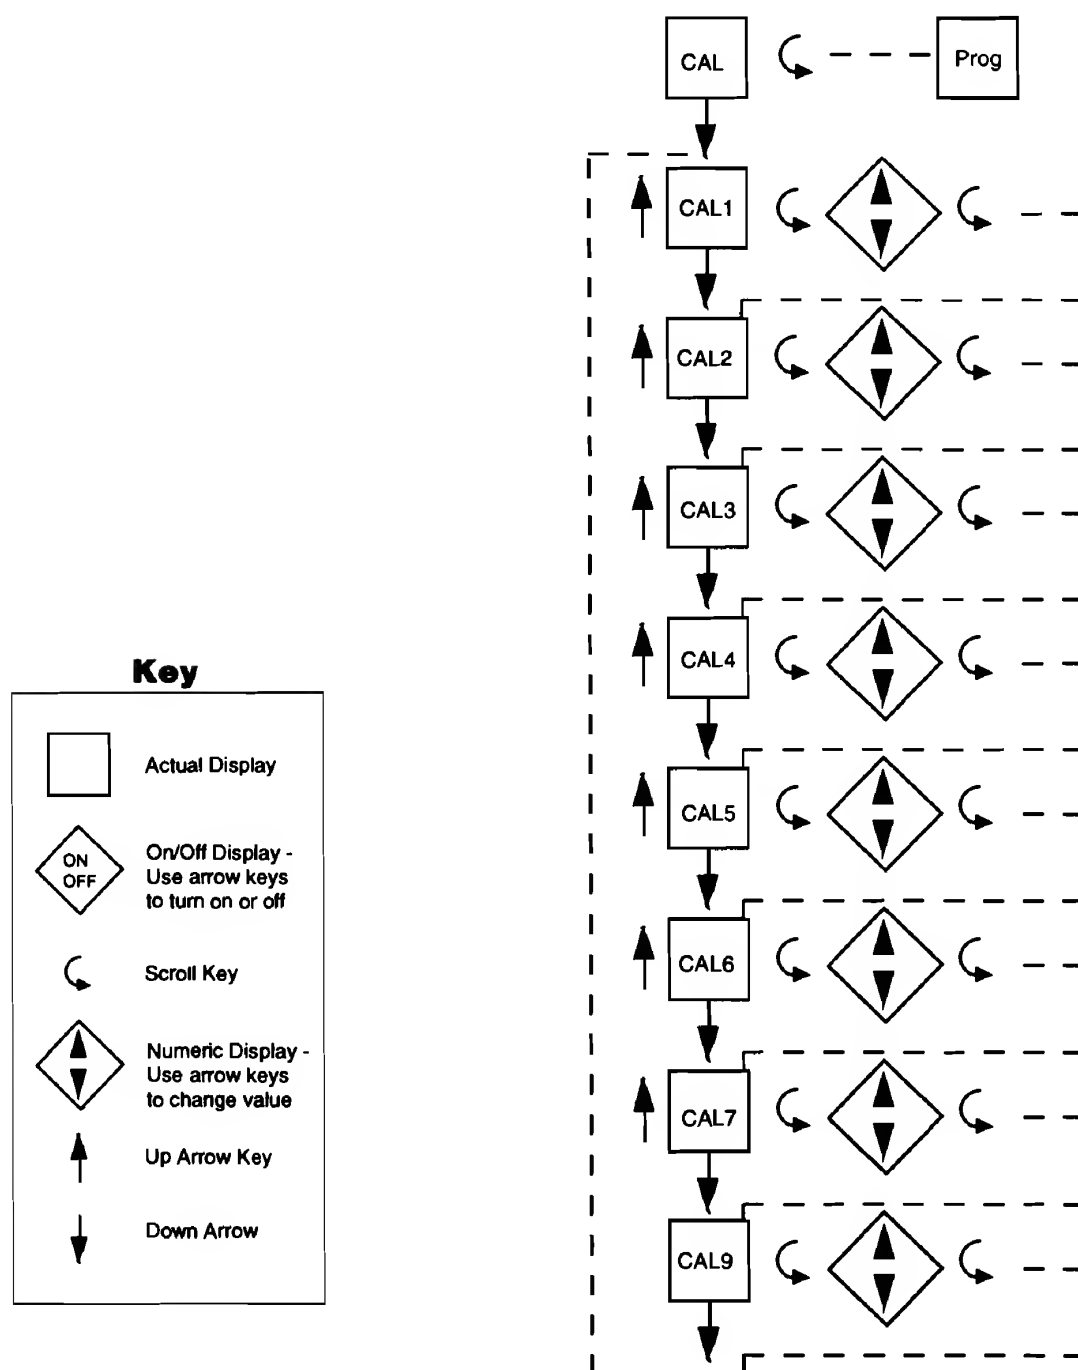 CAL
Prog
CAL1
CAL2
CAL3
CAL4
CAL5
CAL6
CAL7
CAL9
Key
Actual Display
ON
OFF
On/Off Display -
Use arrow keys
to turn on or off
Scroll Key
Numeric Display -
Use arrow keys
to change value
Up Arrow Key
Down Arrow